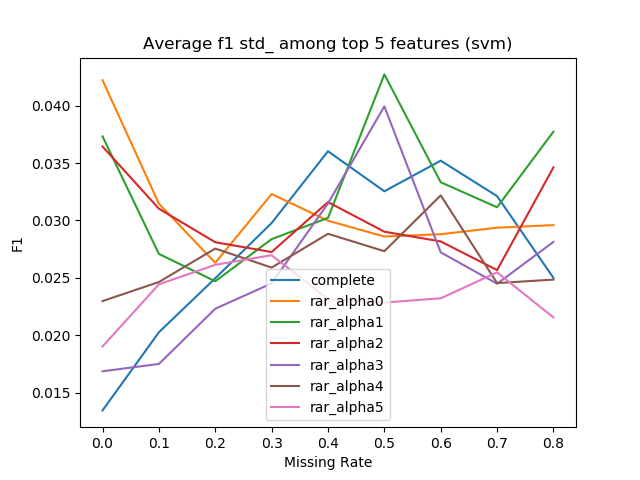 Average f1 std_ among top 5 features (svm)
F1
0.040
0.035
0.030
0.025
0.020
0.015
complete
rar_alpha0
rar_alpha1
rar_alpha2
rar_alpha3
rar_alpha4
rar_alpha5
0.0 0.1 0.2 0.3 0.4 0.5 0.6 0.7 0.8
Missing Rate